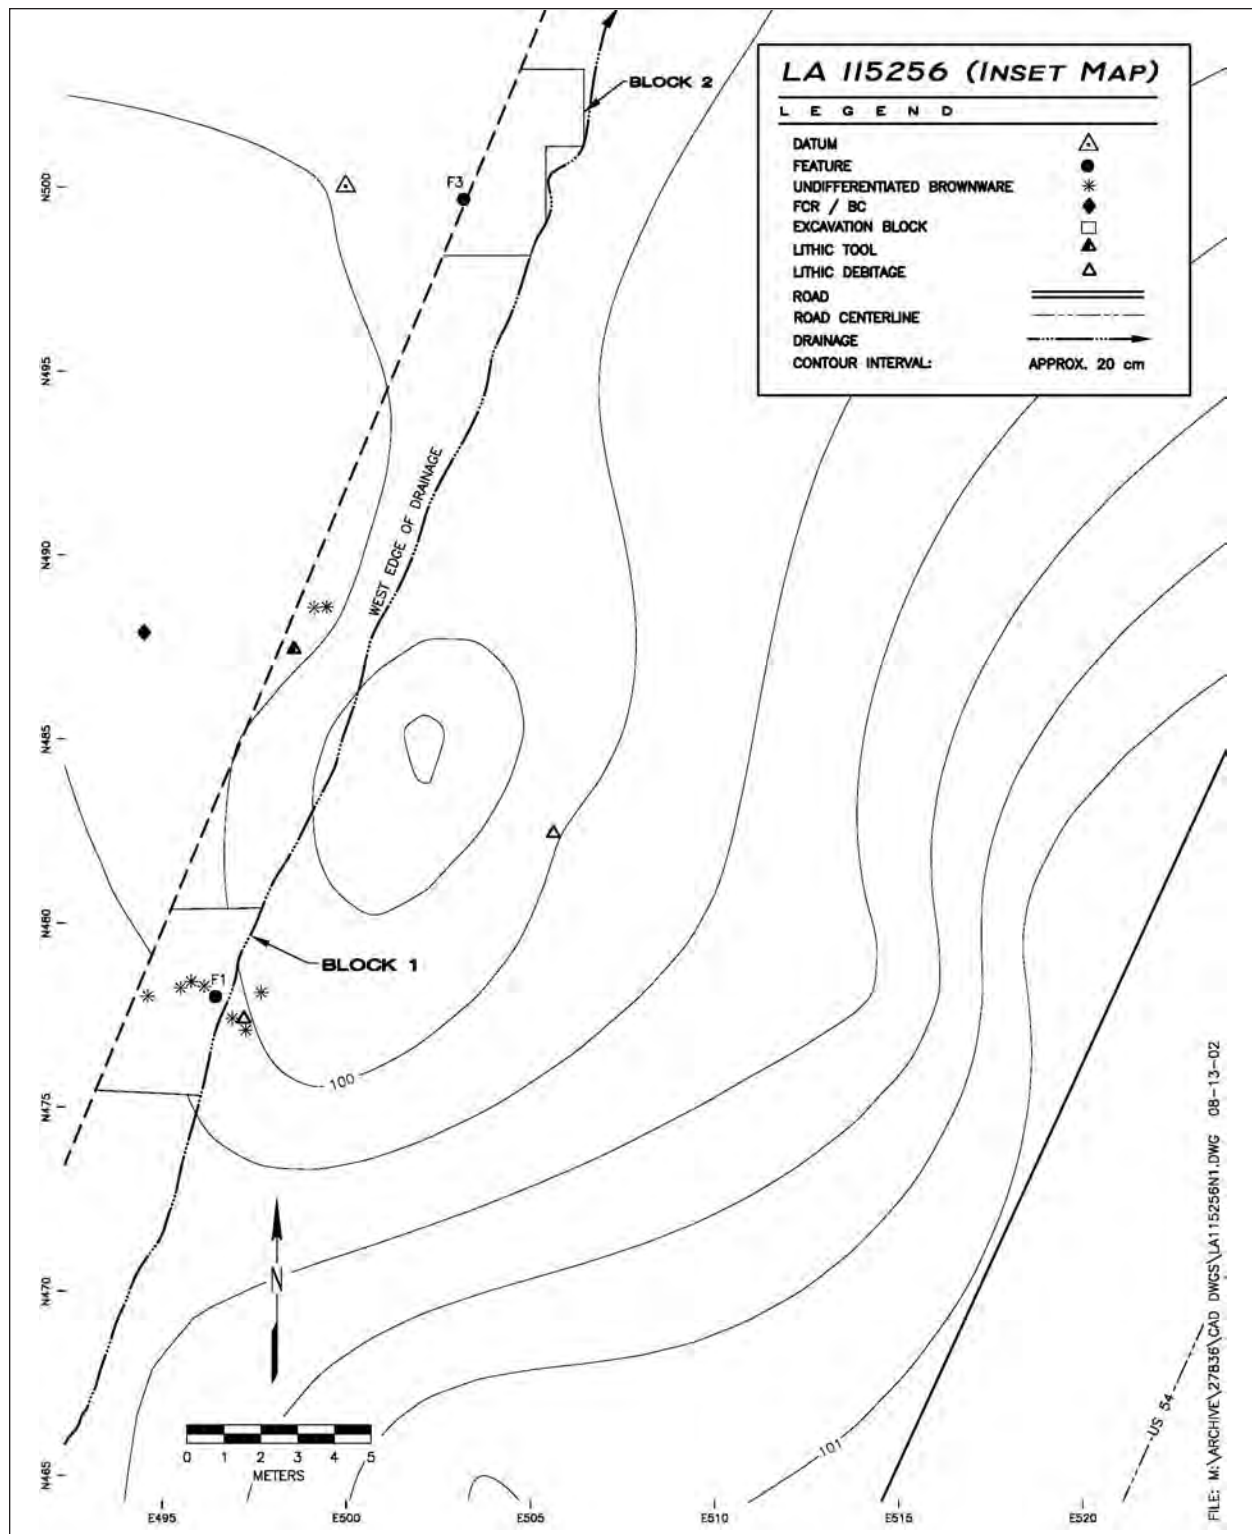 LA 115256 (INSET MAP)
LEGEND
DATUM
FEATURE
UNDIFFERENTIATED BROWNWARE
FCR / BC
EXCAVATION BLOCK
LITHIC TOOL
LITHIC DEBITAGE
ROAD
ROAD CENTERLINE
DRAINAGE
CONTOUR INTERVAL: APPROX. 20 cm
BLOCK 2
F3
WEST EDGE OF DRAINAGE
BLOCK 1
F1
100
101
US 54
N
0 1 2 3 4 5
METERS
N500
N495
N490
N485
N480
N475
N470
N465
E495 E500 E505 E510 E515 E520
FILE: M:\ARCHIVE\27836\CAD DWGS\LA115256N1.DWG 08-13-02